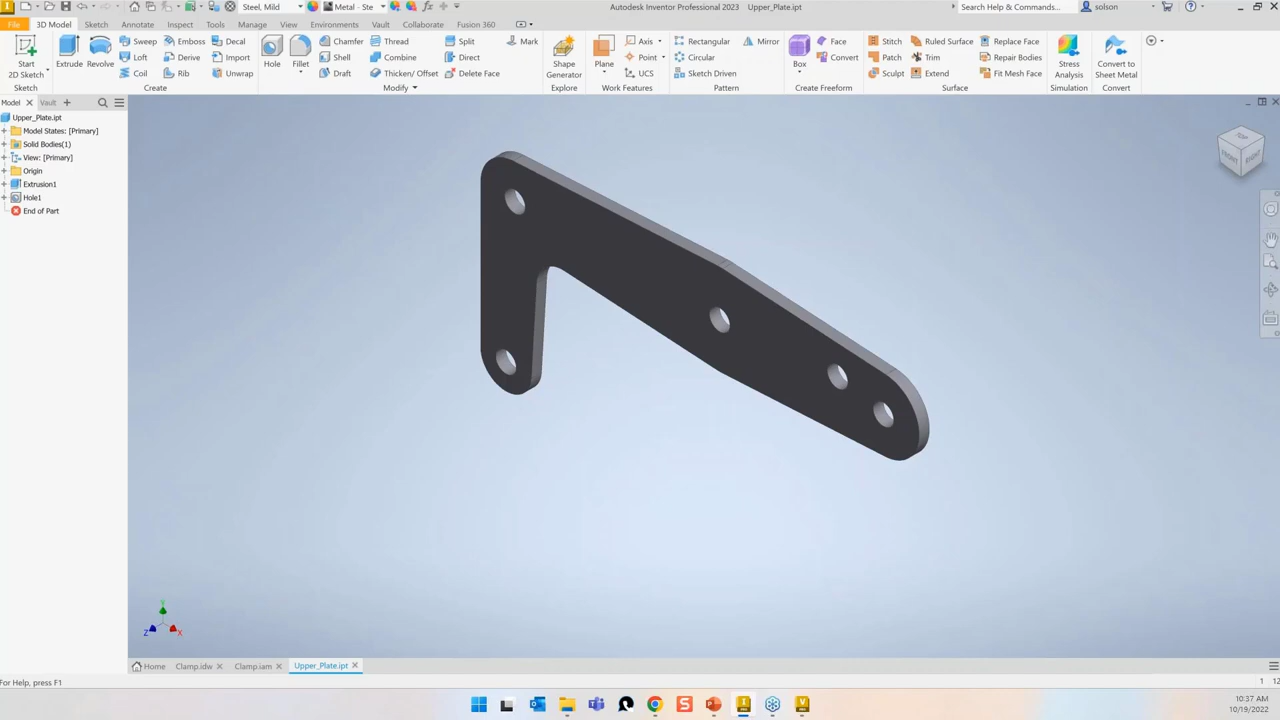 Steel, Mild
Metal - Ste
Autodesk Inventor Professional 2023 Upper_Plate.ipt
Search Help & Commands...
solson
File 3D Model Sketch Annotate Inspect Tools Manage View Environments Vault Collaborate Fusion 360
Start
2D Sketch
Sketch
Extrude
Revolve
Sweep
Loft
Coil
Emboss
Derive
Rib
Decal
Import
Unwrap
Create
Hole
Fillet
Chamfer
Shell
Draft
Thread
Combine
Thicken/ Offset
Split
Direct
Delete Face
Modify
Mark
Shape
Generator
Explore
Plane
Axis
Point
UCS
Work Features
Rectangular
Circular
Sketch Driven
Mirror
Pattern
Box
Face
Convert
Create Freeform
Stitch
Patch
Sculpt
Ruled Surface
Trim
Extend
Replace Face
Repair Bodies
Fit Mesh Face
Surface
Stress
Analysis
Simulation
Convert to
Sheet Metal
Convert
Model Vault
Upper_Plate.ipt
Model States: [Primary]
Solid Bodies(1)
View: [Primary]
Origin
Extrusion1
Hole1
End of Part
FRONT RIGHT
Y
Z
X
Home Clamp.idw Clamp.iam Upper_Plate.ipt
For Help, press F1
1 12
10:37 AM
10/19/2022